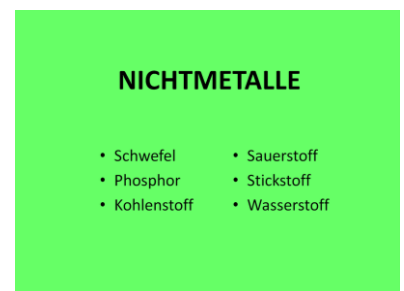 NICHTMETALLE
• Schwefel
• Phosphor
• Kohlenstoff
• Sauerstoff
• Stickstoff
• Wasserstoff